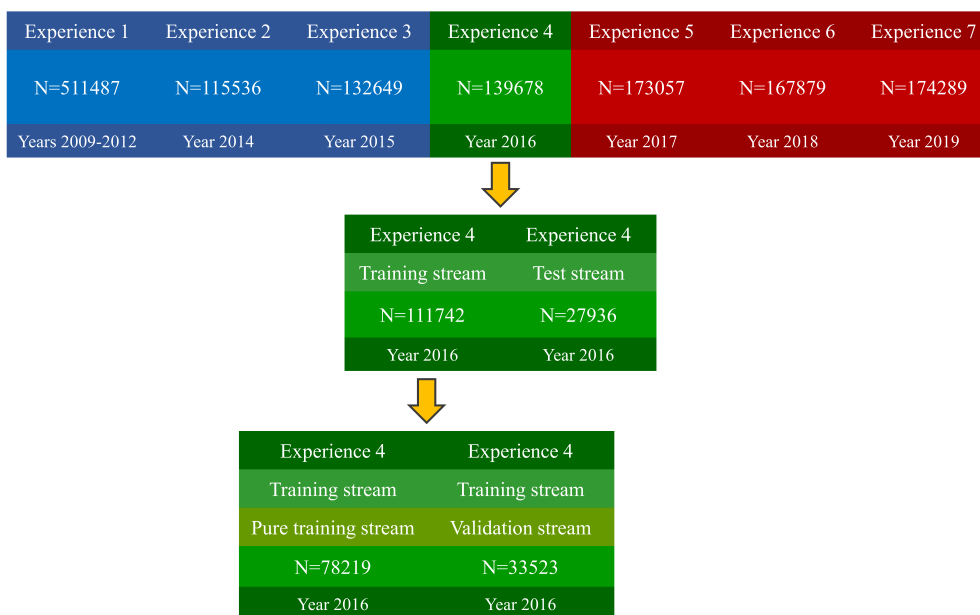 Experience 1 Experience 2 Experience 3 Experience 4 Experience 5 Experience 6 Experience 7
N=511487 N=115536 N=132649 N=139678 N=173057 N=167879 N=174289
Years 2009-2012 Year 2014 Year 2015 Year 2016 Year 2017 Year 2018 Year 2019
Experience 4 Experience 4
Training stream Test stream
N=111742 N=27936
Year 2016 Year 2016
Experience 4 Experience 4
Training stream Training stream
Pure training stream Validation stream
N=78219 N=33523
Year 2016 Year 2016